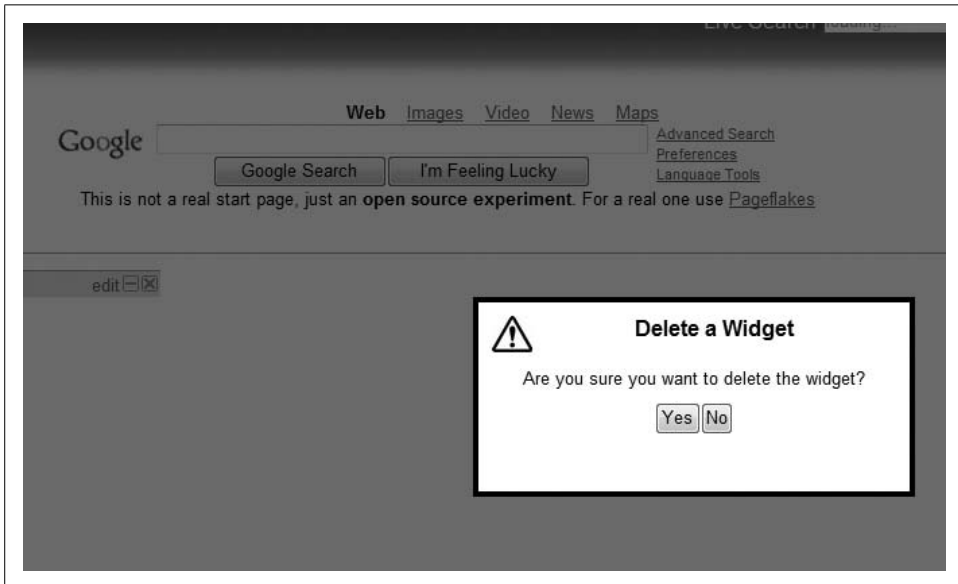 Live Search loading...
Web Images Video News Maps
Google
Advanced Search
Preferences
Language Tools
Google Search I'm Feeling Lucky
This is not a real start page, just an open source experiment. For a real one use Pageflakes
edit
Delete a Widget
Are you sure you want to delete the widget?
Yes No